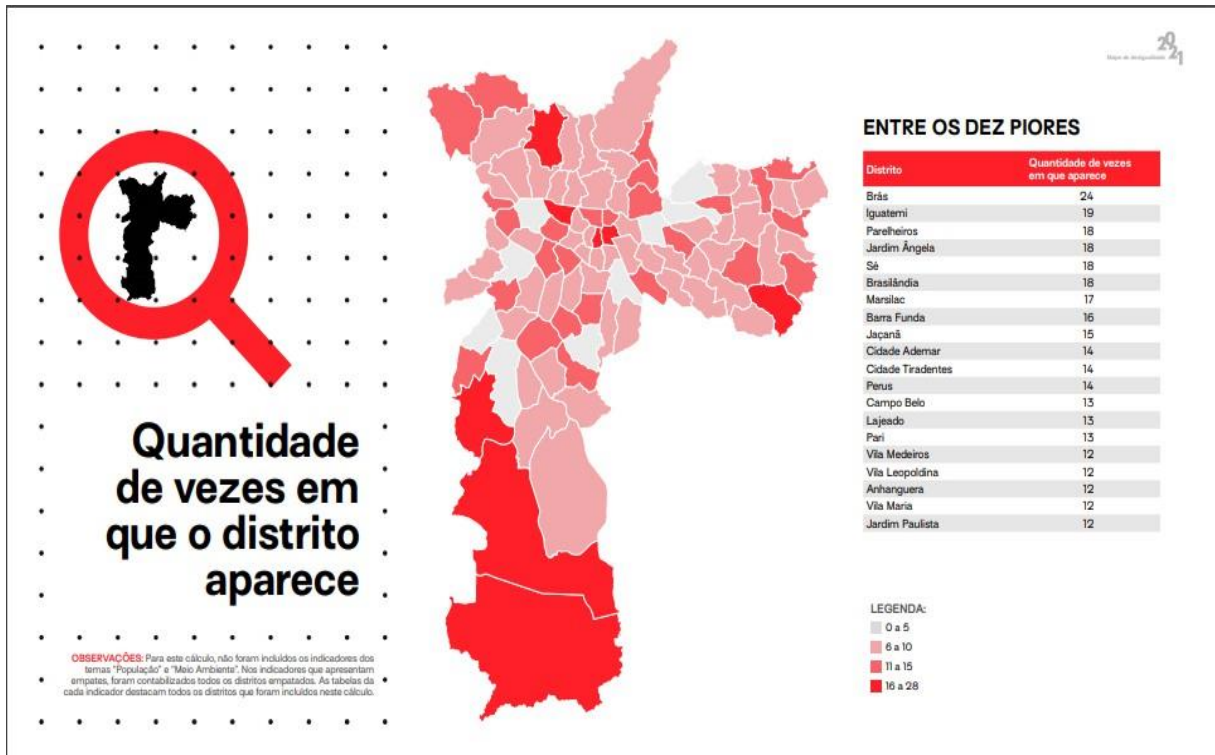 2021
Mapa da desigualdade
Quantidade
de vezes em
que o distrito
aparece
OBSERVAÇÕES: Para este cálculo, não foram incluídos os indicadores dos
temas "População" e "Meio Ambiente". Nos indicadores que apresentam
empates, foram contabilizados todos os distritos empatados. As tabelas da
cada indicador destacam todos os distritos que foram incluídos neste cálculo.
ENTRE OS DEZ PIORES
Distrito Quantidade de vezes
em que aparece
Brás 24
Iguatemi 19
Parelheiros 18
Jardim Ângela 18
Sé 18
Brasilândia 18
Marsilac 17
Barra Funda 16
Jaçanã 15
Cidade Ademar 14
Cidade Tiradentes 14
Perus 14
Campo Belo 13
Lajeado 13
Pari 13
Vila Medeiros 12
Vila Leopoldina 12
Anhanguera 12
Vila Maria 12
Jardim Paulista 12
LEGENDA:
0 a 5
6 a 10
11 a 15
16 a 28